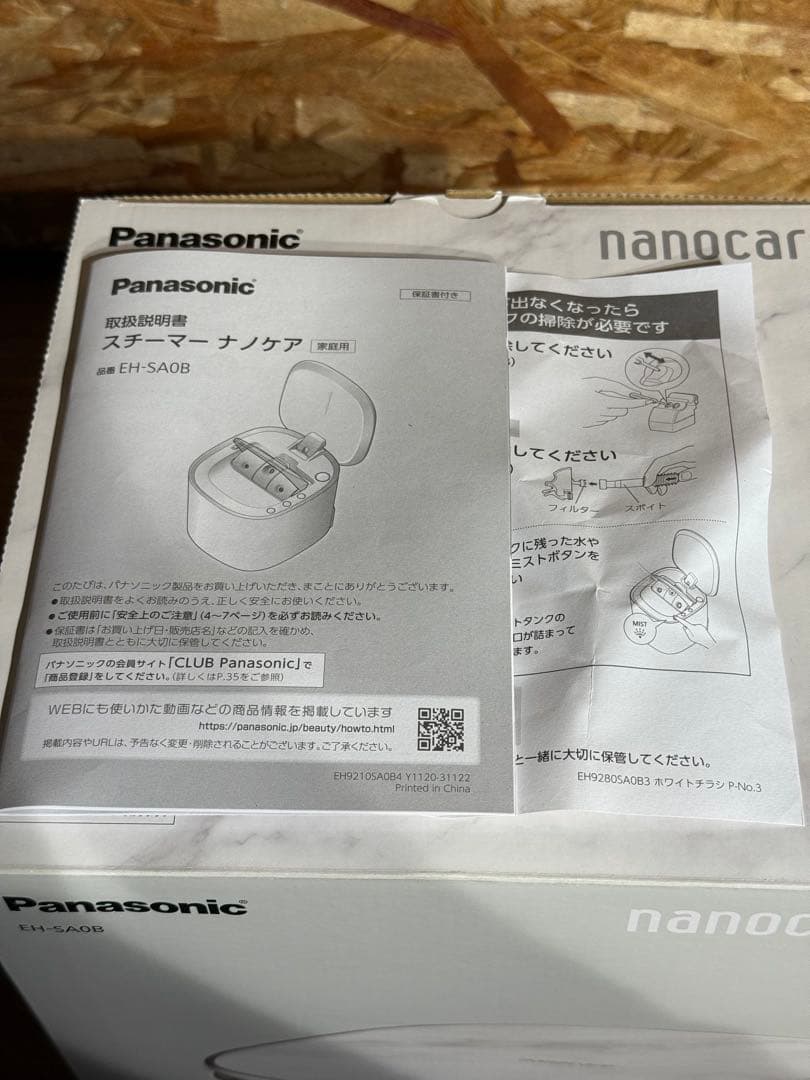 Panasonic
nanocar
Panasonic
保証書付き
取扱説明書
スチーマー ナノケア 家庭用
品番 EH-SA0B
このたびは、パナソニック製品をお買い上げいただき、まことにありがとうございます。
●取扱説明書をよくお読みのうえ、正しく安全にお使いください。
●ご使用前に「安全上のご注意」(4〜7ページ)を必ずお読みください。
●保証書は「お買い上げ日・販売店名」などの記入を確かめ、
取扱説明書とともに大切に保管してください。
パナソニックの会員サイト「CLUB Panasonic」で
「商品登録」をしてください。(詳しくはP.35をご参照)
WEBにも使いかた動画などの商品情報を掲載しています
https://panasonic.jp/beauty/howto.html
掲載内容やURLは、予告なく変更・削除されることがございます。ご了承ください。
EH9210SA0B4 Y1120-31122
Printed in China
出なくなったら
クの掃除が必要です
してください
してください
フィルター
スポイト
クに残った水や
ミストボタンを
い
MIST
トタンクの
口が詰まって
ます。
と一緒に大切に保管してください。
EH9280SA0B3 ホワイトチラシ P-No.3
Panasonic
nanoc
EH-SA0B